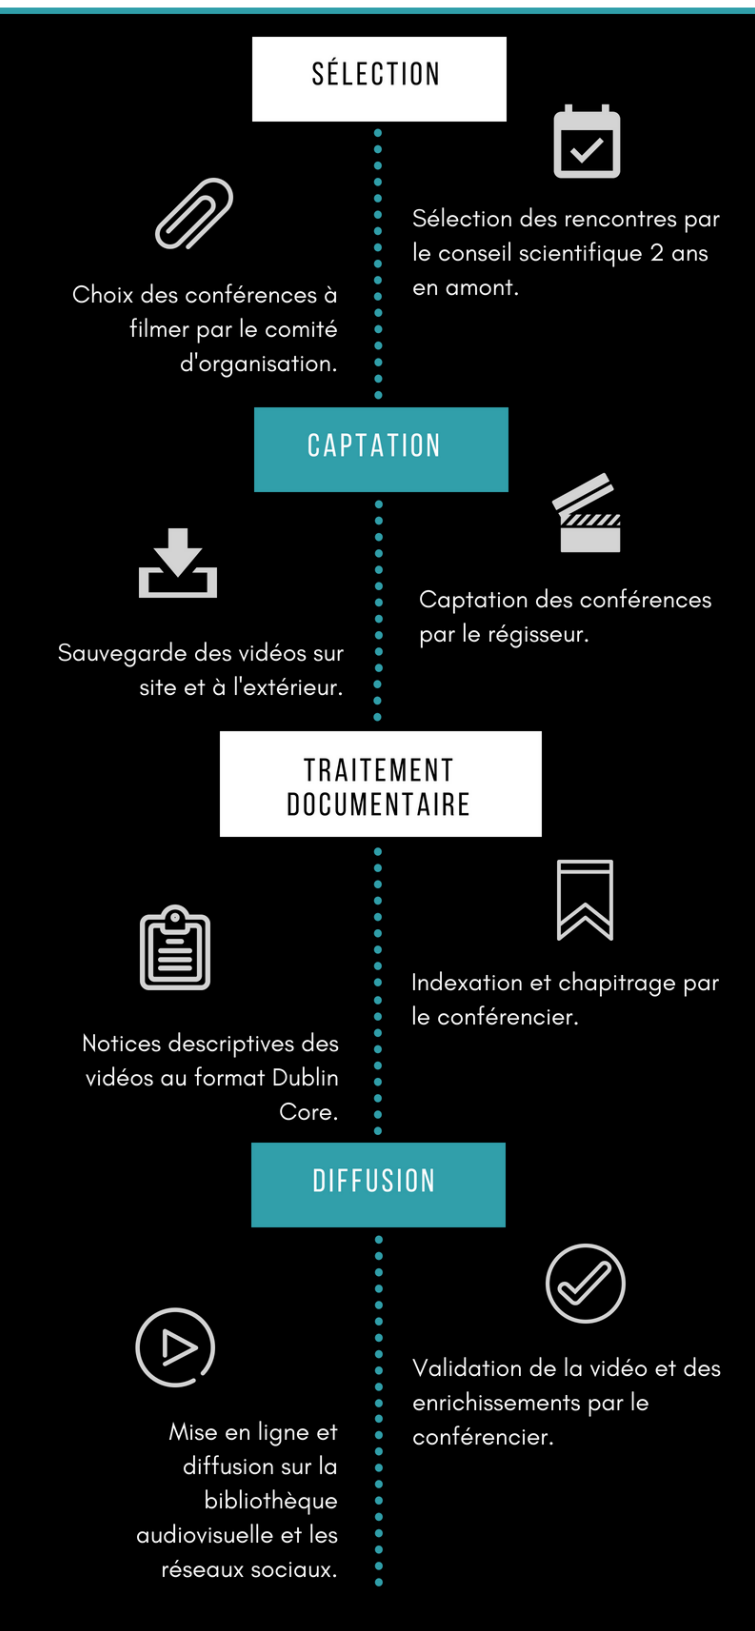 SÉLECTION
Sélection des rencontres par
le conseil scientifique 2 ans
en amont.
Choix des conférences à
filmer par le comité
d'organisation.
CAPTATION
Captation des conférences
par le régisseur.
Sauvegarde des vidéos sur
site et à l'extérieur.
TRAITEMENT
DOCUMENTAIRE
Indexation et chapitrage par
le conférencier.
Notices descriptives des
vidéos au format Dublin
Core.
DIFFUSION
Validation de la vidéo et des
enrichissements par le
conférencier.
Mise en ligne et
diffusion sur la
bibliothèque
audiovisuelle et les
réseaux sociaux.